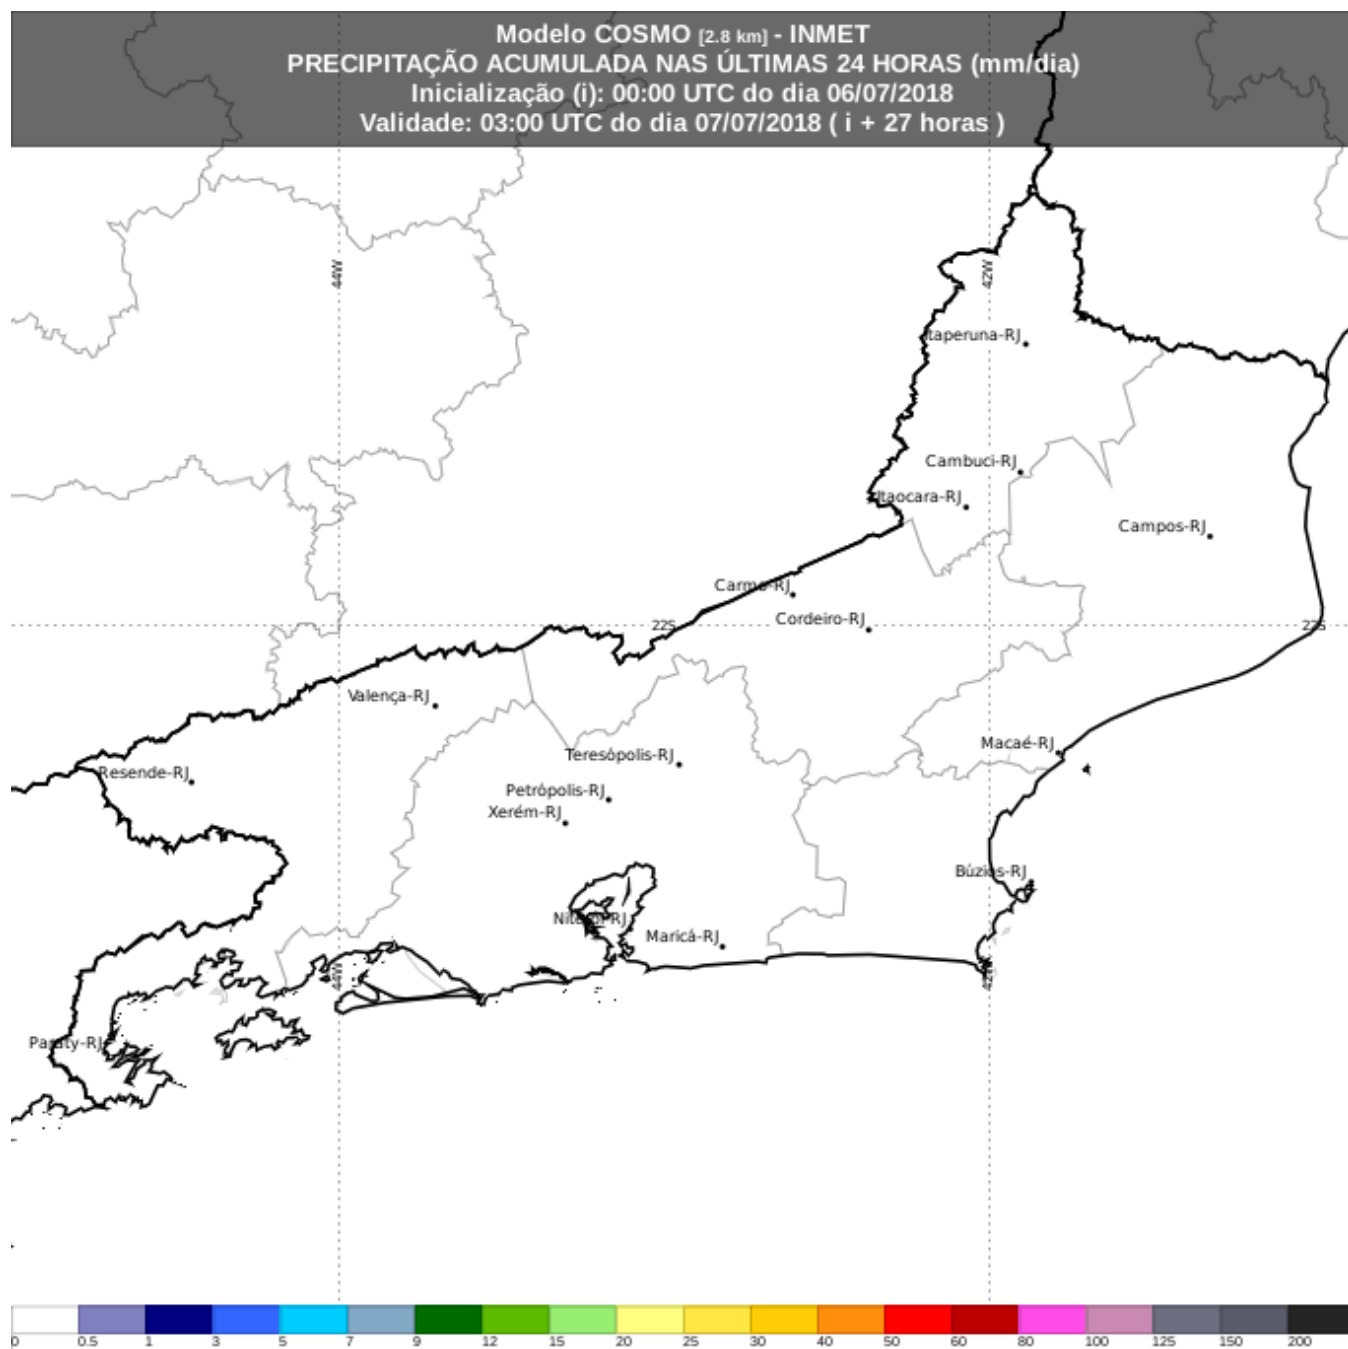 Modelo COSMO [2.8 km] - INMET
PRECIPITAÇÃO ACUMULADA NAS ÚLTIMAS 24 HORAS (mm/dia)
Inicialização (i): 00:00 UTC do dia 06/07/2018
Validade: 03:00 UTC do dia 07/07/2018 ( i + 27 horas )
44W
42W
Itaperuna-RJ
Cambuci-RJ
Itaocara-RJ
Campos-RJ
Carmo-RJ
Cordeiro-RJ
22S
22S
Valença-RJ
Macaé-RJ
Teresópolis-RJ
Resende-RJ
Petrópolis-RJ
Xerém-RJ
Búzios-RJ
Niterói-RJ
Maricá-RJ
44W
42W
Paraty-RJ
0 0.5 1 3 5 7 9 12 15 20 25 30 40 50 60 80 100 125 150 200